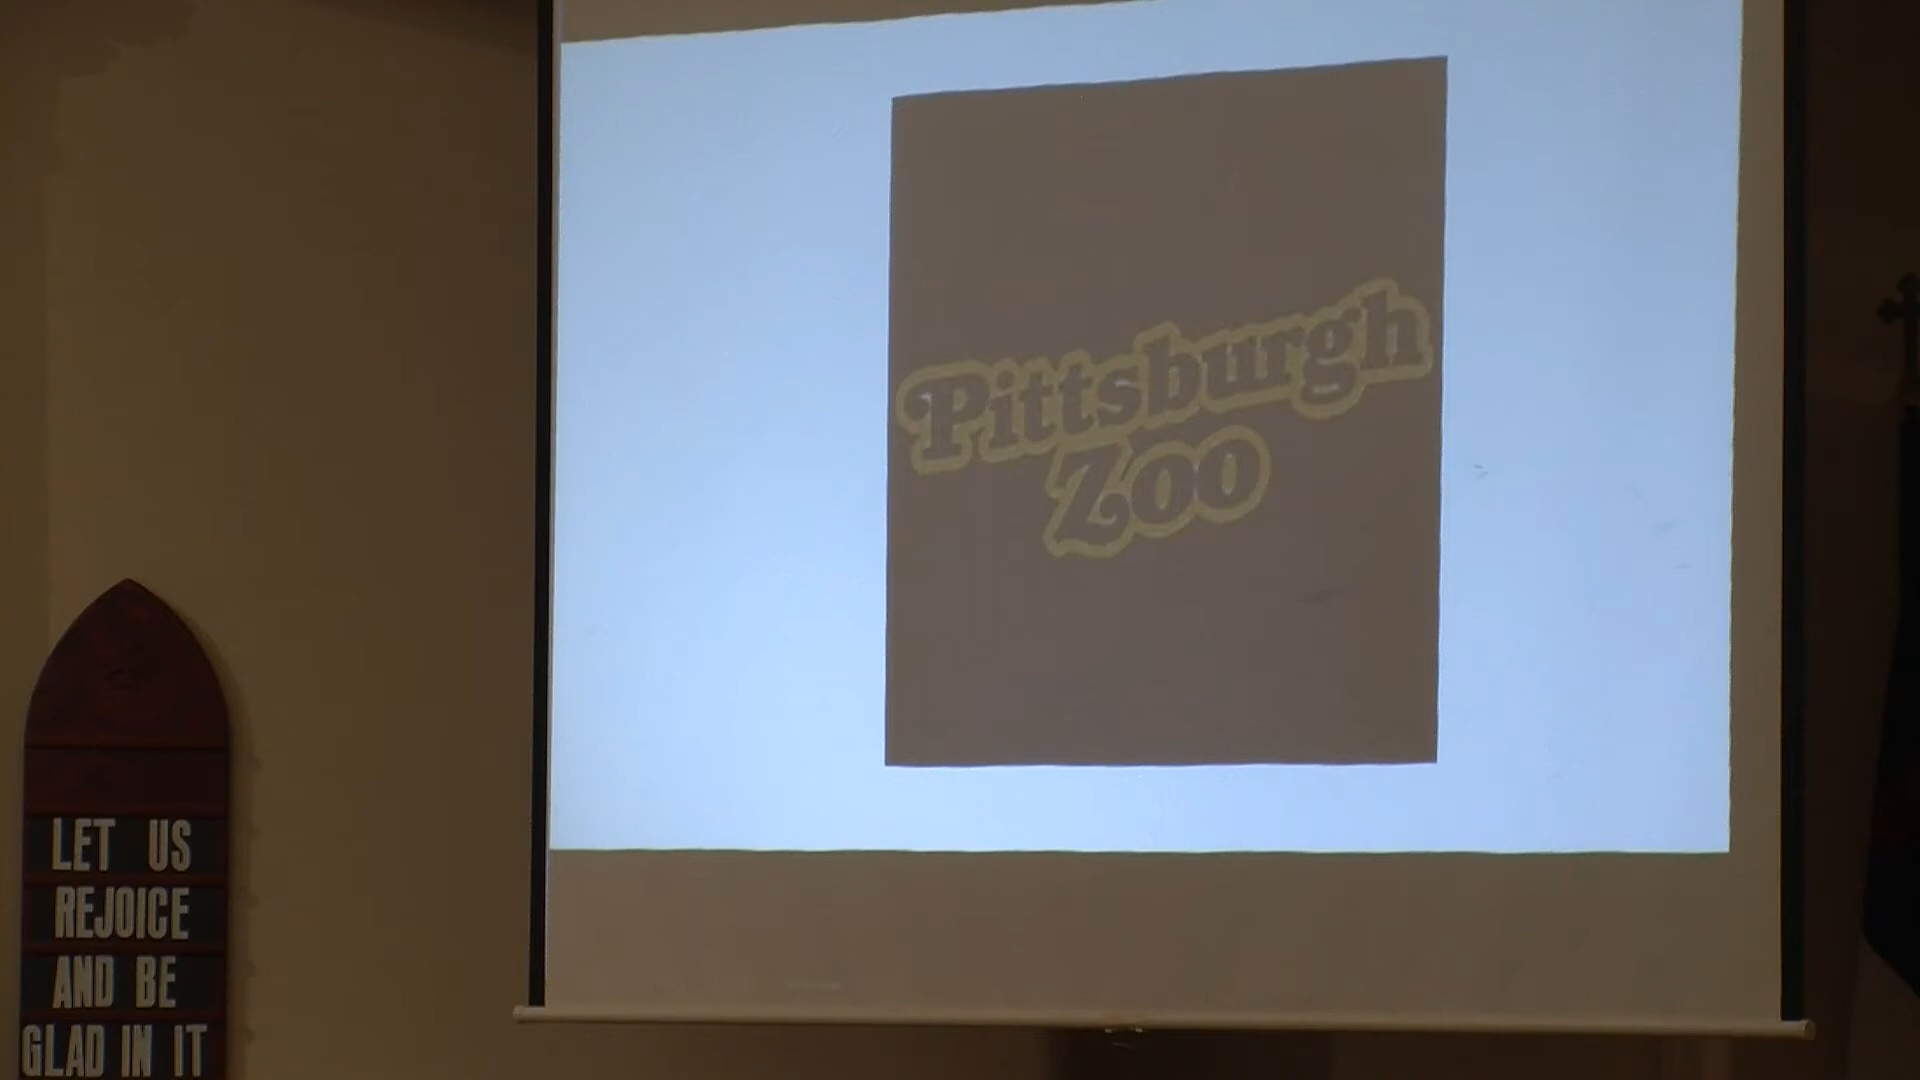 Pittsburgh
Zoo
LET US
REJOICE
AND BE
GLAD IN IT